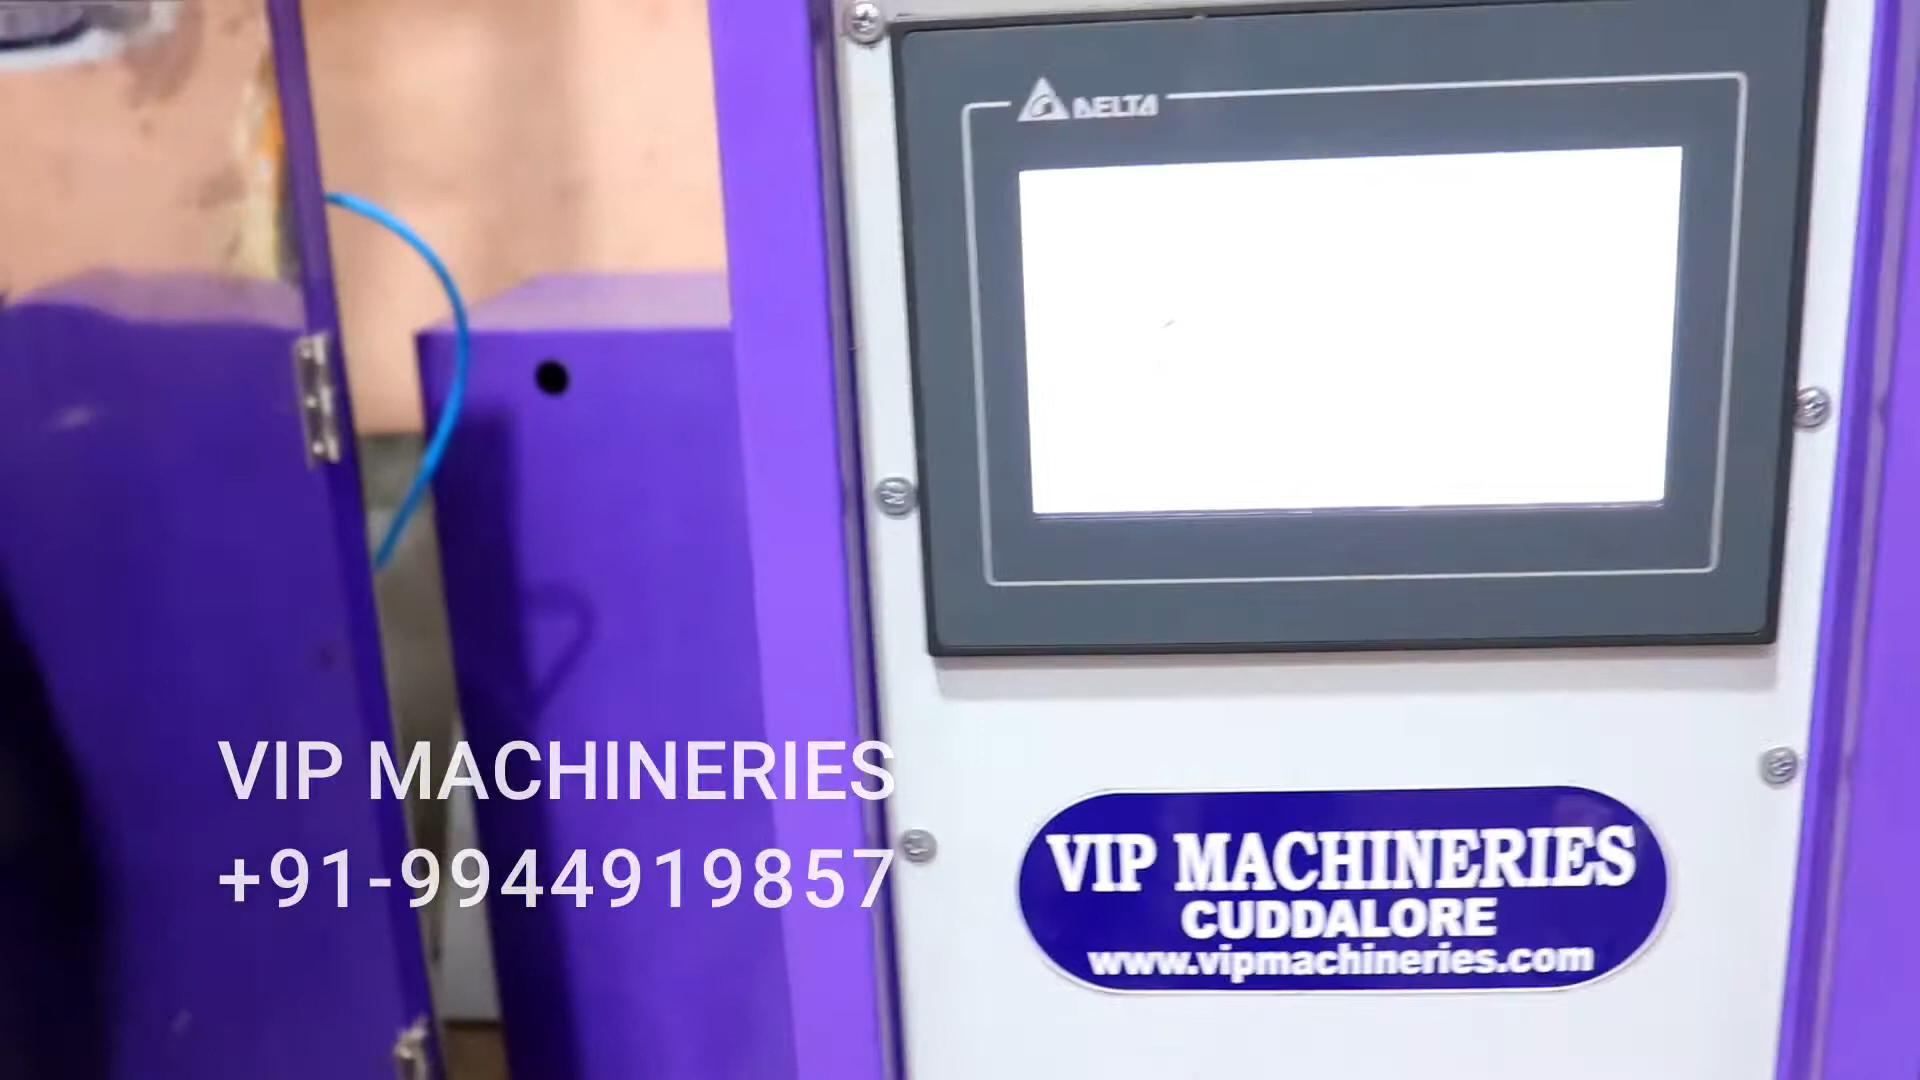 DELTA
VIP MACHINERIES
+91-9944919857
VIP MACHINERIES
CUDDALORE
www.vipmachineries.com